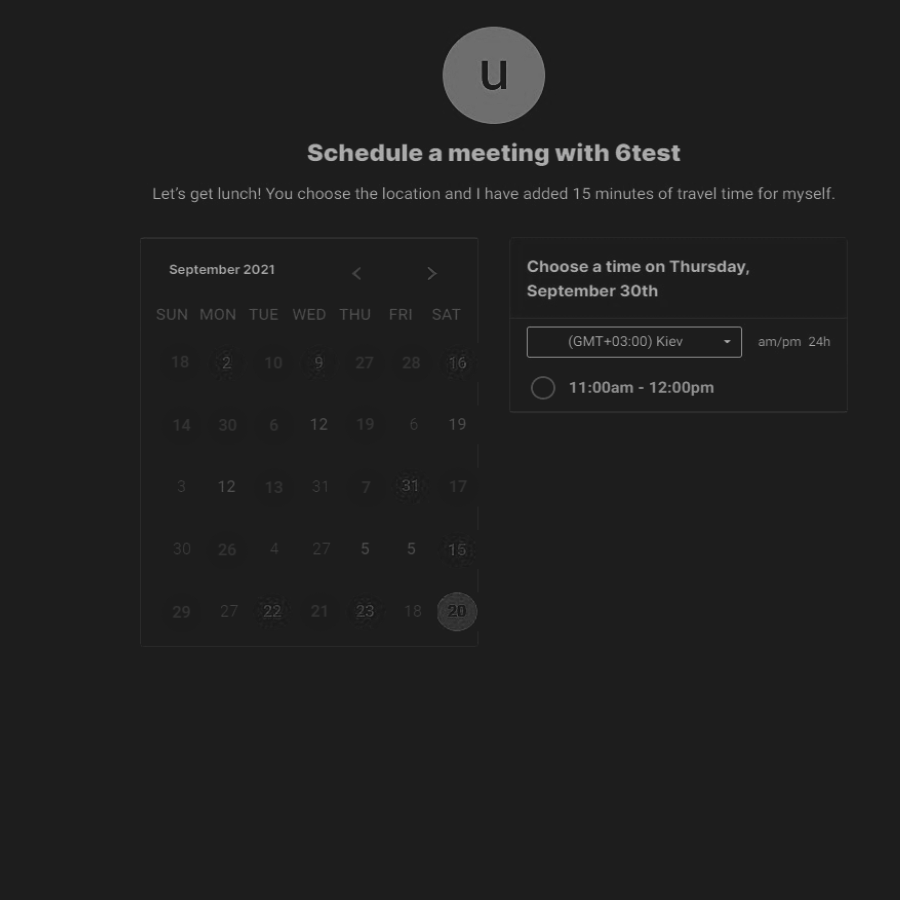 u
Schedule a meeting with 6test
Let's get lunch! You choose the location and I have added 15 minutes of travel time for myself.
September 2021
SUN MON TUE WED THU FRI SAT
18 2 10 9 27 28 16
14 30 6 12 19 6 19
3 12 13 31 7 31 17
30 26 4 27 5 5 15
29 27 22 21 23 18 20
Choose a time on Thursday,
September 30th
(GMT+03:00) Kiev am/pm 24h
11:00am - 12:00pm